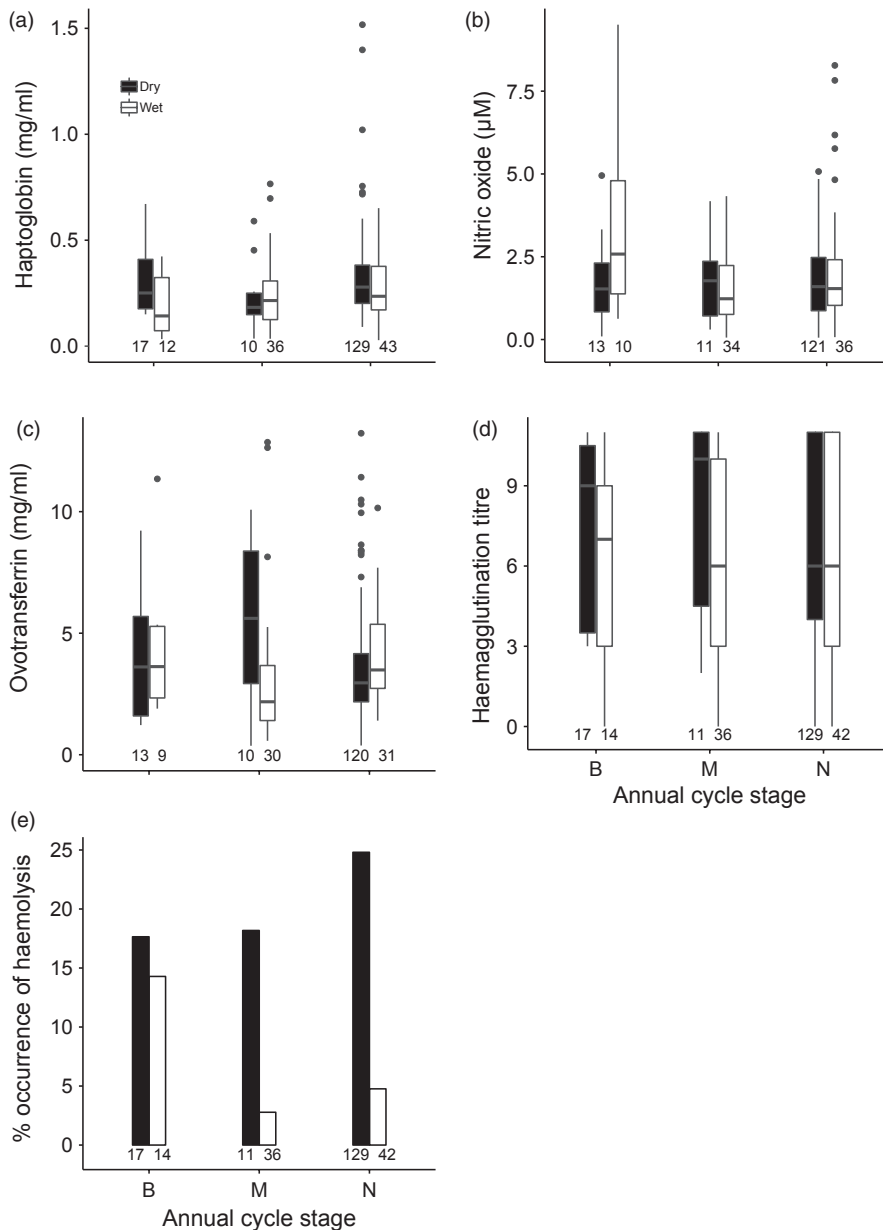 (a)
Haptoglobin (mg/ml)
1.5
1.0
0.5
0.0
Dry
Wet
17 12
10 36
129 43
(b)
Nitric oxide (µM)
7.5
5.0
2.5
0.0
13 10
11 34
121 36
(c)
Ovotransferrin (mg/ml)
10
5
0
13 9
10 30
120 31
(d)
Haemagglutination titre
9
6
3
0
17 14
11 36
129 42
B M N
Annual cycle stage
(e)
% occurrence of haemolysis
25
20
15
10
5
0
17 14
11 36
129 42
B M N
Annual cycle stage